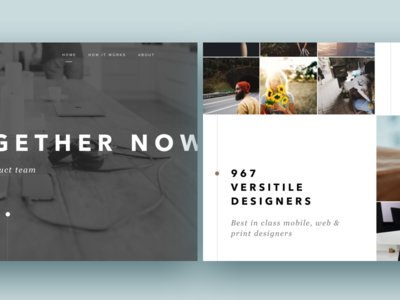 HOME HOW IT WORKS ABOUT
GETHER NOW
uct team
967
VERSITILE
DESIGNERS
Best in class mobile, web &
print designers